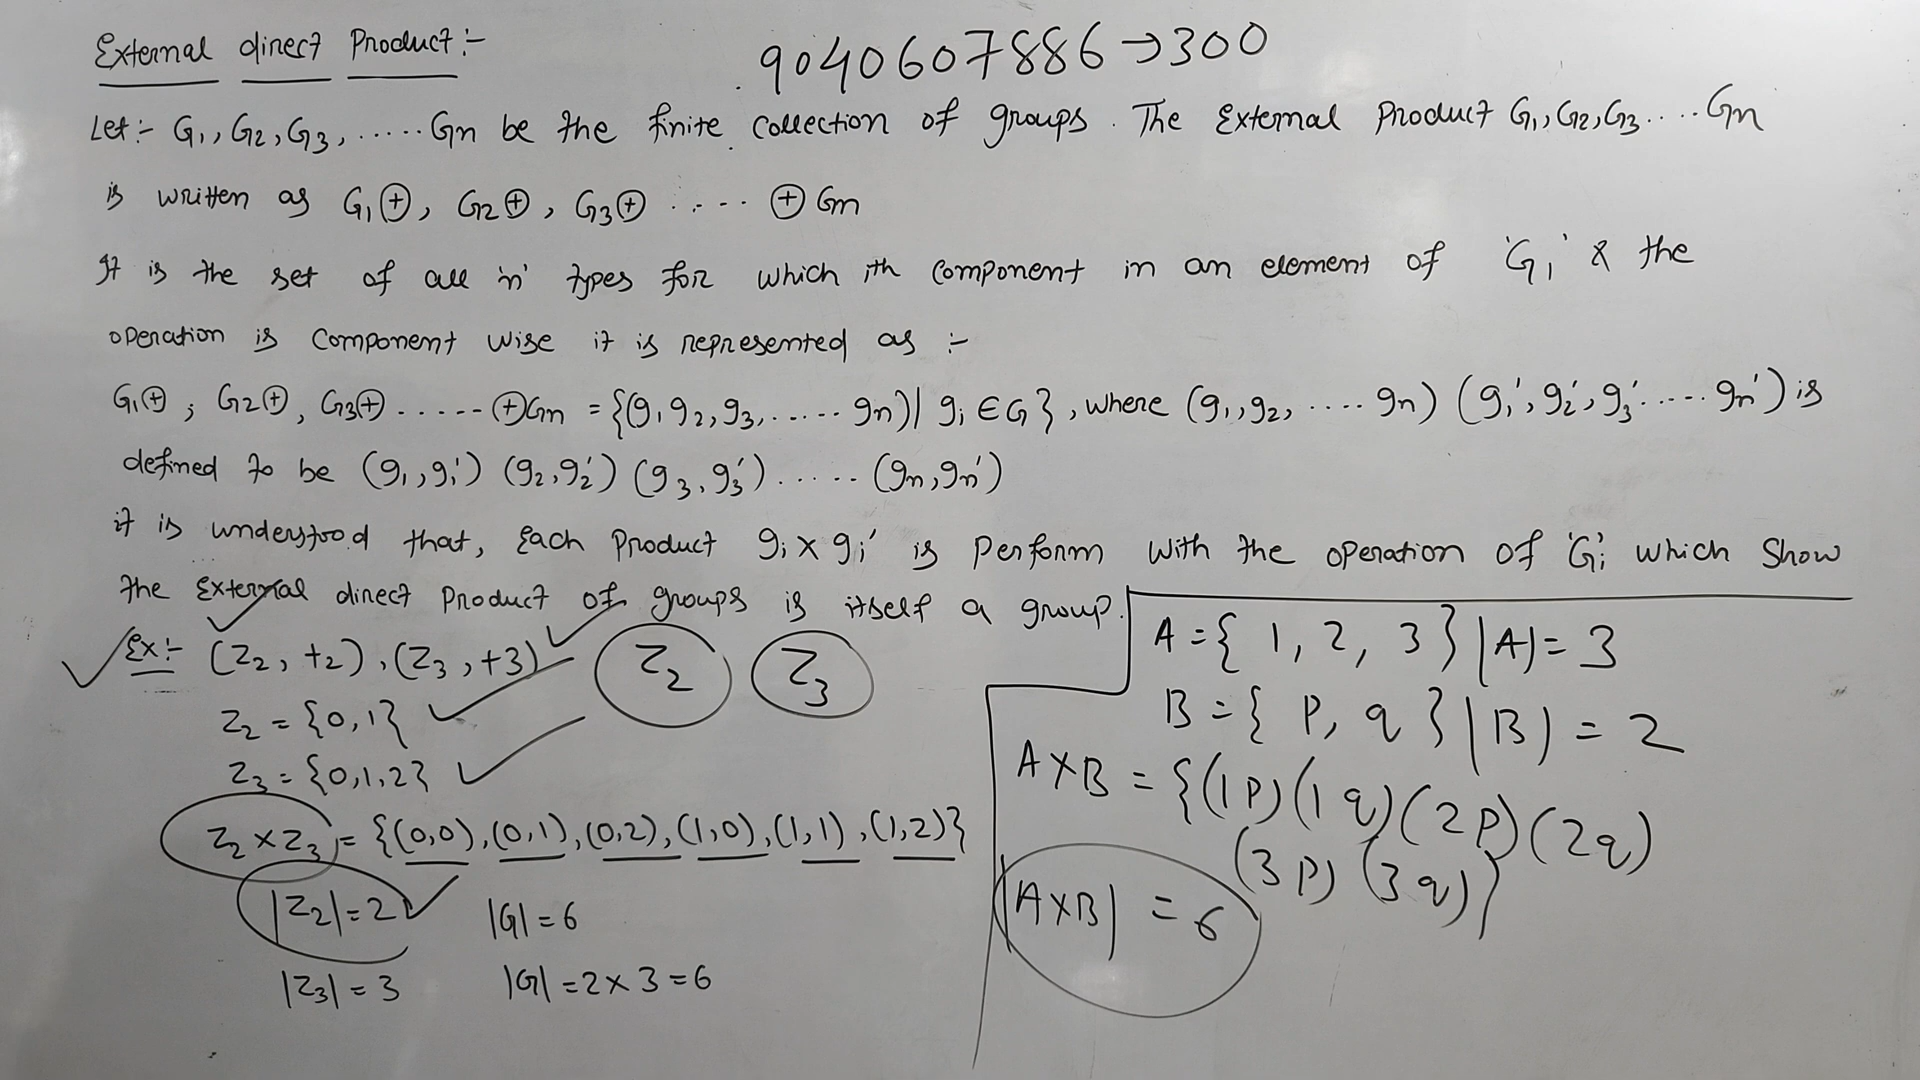 External direct Product:-
9040607886→300
Let:- G₁, G₂, G₃, ..... Gn be the finite collection of groups. The External Product G₁, G₂, G₃.....Gn
is written as G₁⊕, G₂⊕, G₃⊕ ..... ⊕ Gn
It is the set of all 'n' types for which ith component in an element of 'Gi' & the
operation is component wise it is represented as :-
G₁⊕, G₂⊕, G₃⊕......⊕Gn = {(g₁ g₂, g₃, ..... gn)| gi ∈ G}, where (g₁, g₂, .... gn) (g₁', g₂', g₃'..... gn') is
defined to be (g₁, g₁') (g₂, g₂') (g₃, g₃') ..... (gn, gn')
it is understood that, Each Product gi × gi' is Perform with the operation of 'Gi' which Show
the External direct Product of groups is itself a group.
Ex:- (Z₂, +₂), (Z₃, +3)
Z₂ Z₃
Z₂ = {0,1}
Z₃ = {0,1,2}
Z₂ × Z₃ = {(0,0), (0,1), (0,2), (1,0), (1,1), (1,2)}
|Z₂| = 2 |G| = 6
|Z₃| = 3 |G| = 2 × 3 = 6
A = { 1, 2, 3 } |A| = 3
B = { P, q } |B| = 2
A×B = {(1 P) (1 q) (2 P) (2 q)
(3 P) (3 q)}
|A×B| = 6